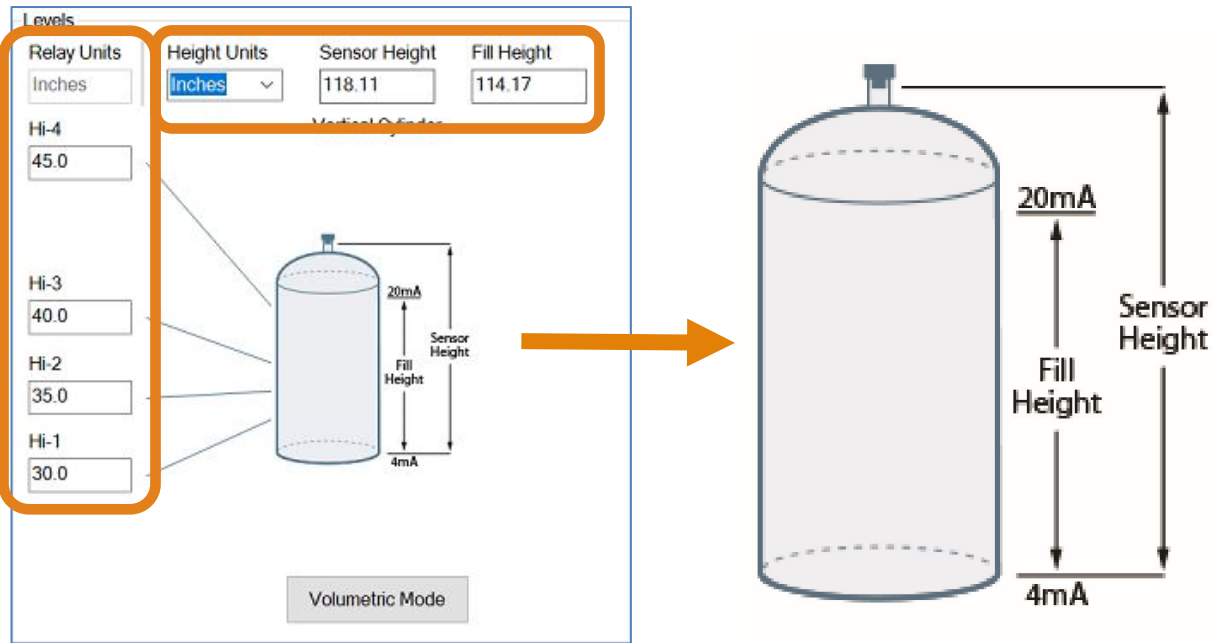 Levels
Relay Units
Height Units
Sensor Height
Fill Height
Inches
Inches
118.11
114.17
Vertical Cylinder
Hi-4
45.0
Hi-3
40.0
Hi-2
35.0
Hi-1
30.0
20mA
Sensor
Height
Fill
Height
4mA
Volumetric Mode
20mA
Sensor
Height
Fill
Height
4mA